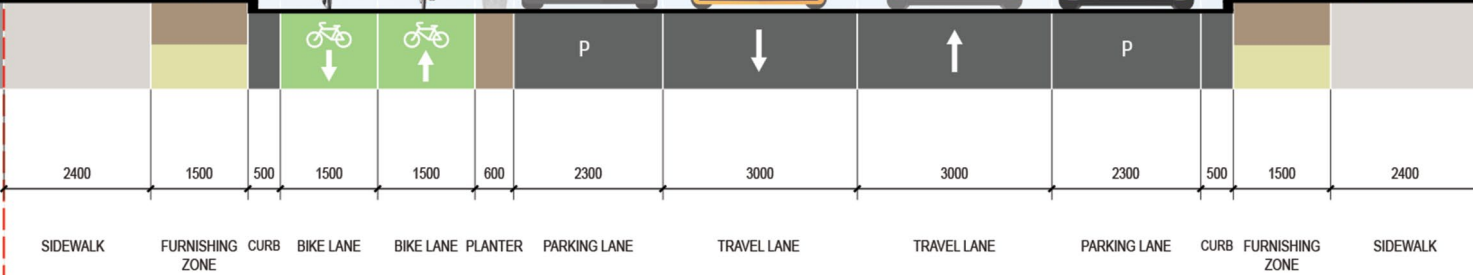 P
P
2400 1500 500 1500 1500 600 2300 3000 3000 2300 500 1500 2400
SIDEWALK FURNISHING ZONE CURB BIKE LANE BIKE LANE PLANTER PARKING LANE TRAVEL LANE TRAVEL LANE PARKING LANE CURB FURNISHING ZONE SIDEWALK